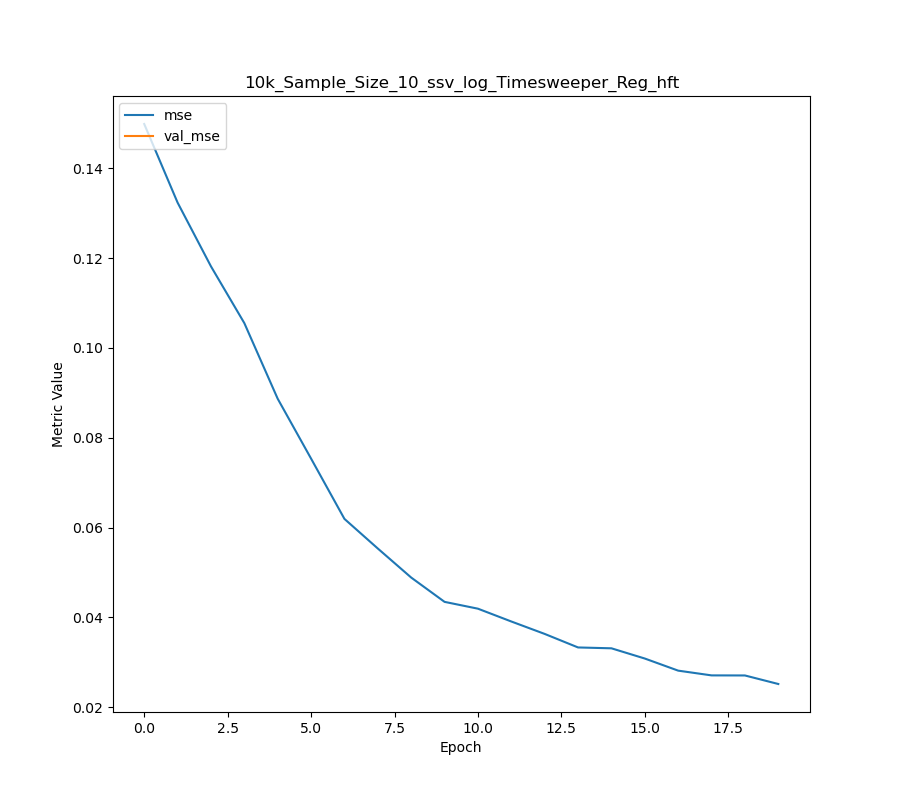 10k_Sample_Size_10_ssv_log_Timesweeper_Reg_hft
mse
val_mse
0.14
0.12
0.10
0.08
0.06
0.04
0.02
Metric Value
0.0 2.5 5.0 7.5 10.0 12.5 15.0 17.5
Epoch